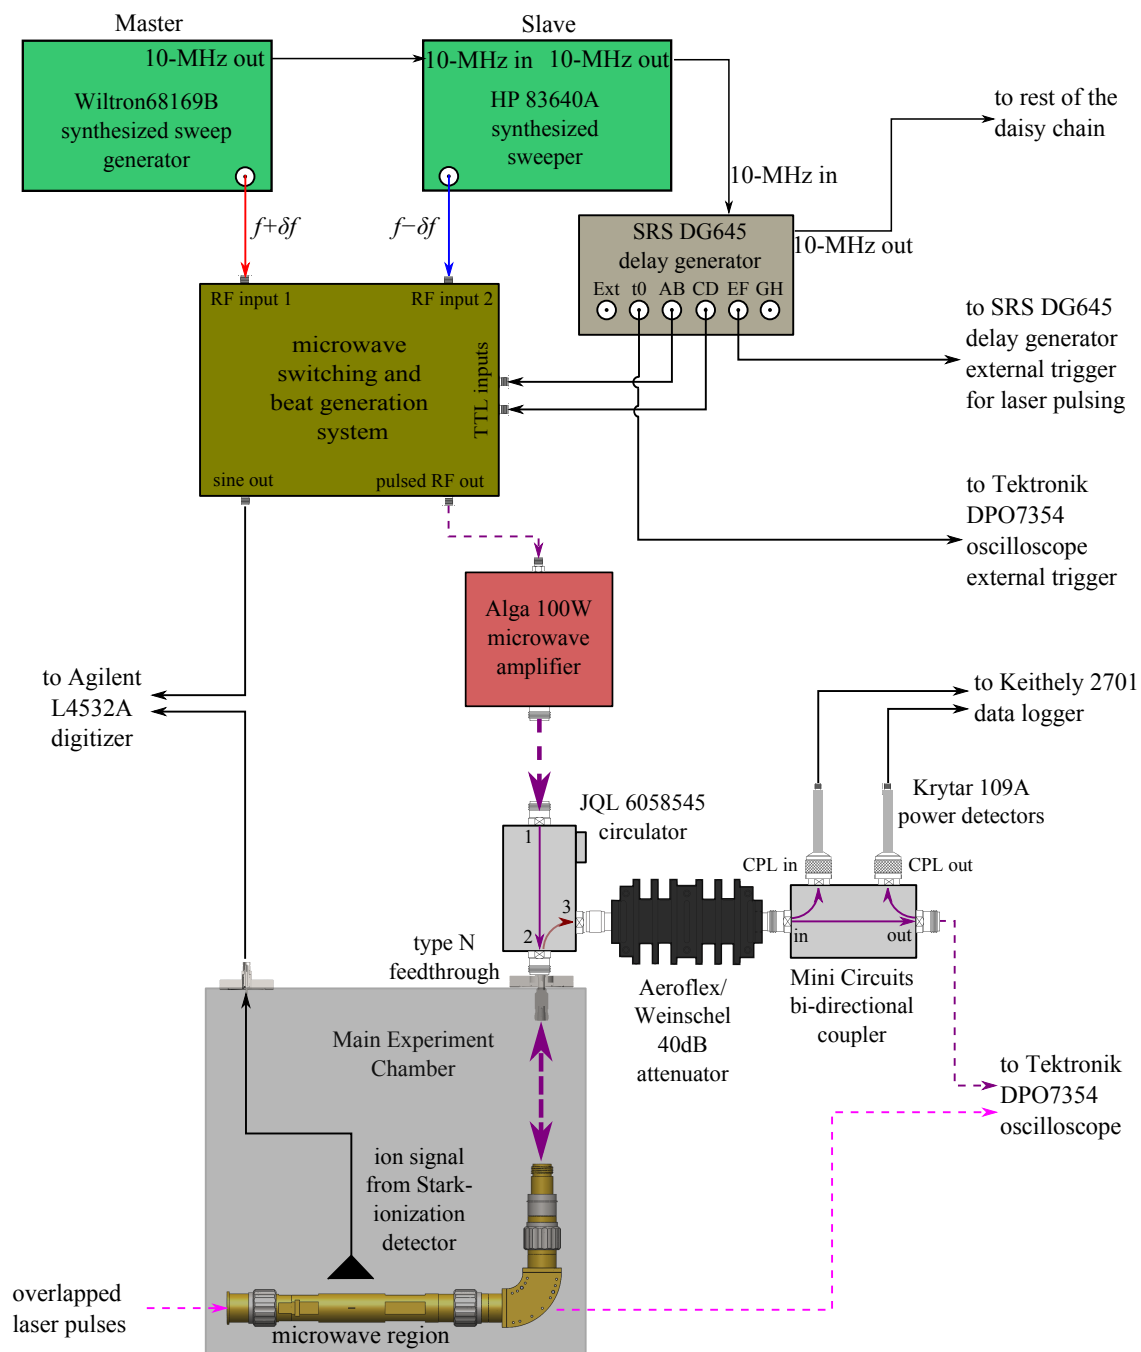 Master
Slave
10-MHz out
10-MHz in
10-MHz out
Wiltron68169B
synthesized sweep
generator
HP 83640A
synthesized
sweeper
to rest of the
daisy chain
10-MHz in
f+δf
f−δf
SRS DG645
delay generator
10-MHz out
Ext t0 AB CD EF GH
RF input 1
RF input 2
microwave
switching and
beat generation
system
TTL inputs
sine out
pulsed RF out
to SRS DG645
delay generator
external trigger
for laser pulsing
to Tektronik
DPO7354
oscilloscope
external trigger
Alga 100W
microwave
amplifier
to Agilent
L4532A
digitizer
to Keithely 2701
data logger
JQL 6058545
circulator
Krytar 109A
power detectors
1
2
3
CPL in
CPL out
in
out
type N
feedthrough
Aeroflex/
Weinschel
40dB
attenuator
Mini Circuits
bi-directional
coupler
Main Experiment
Chamber
to Tektronik
DPO7354
oscilloscope
ion signal
from Stark-
ionization
detector
overlapped
laser pulses
microwave region